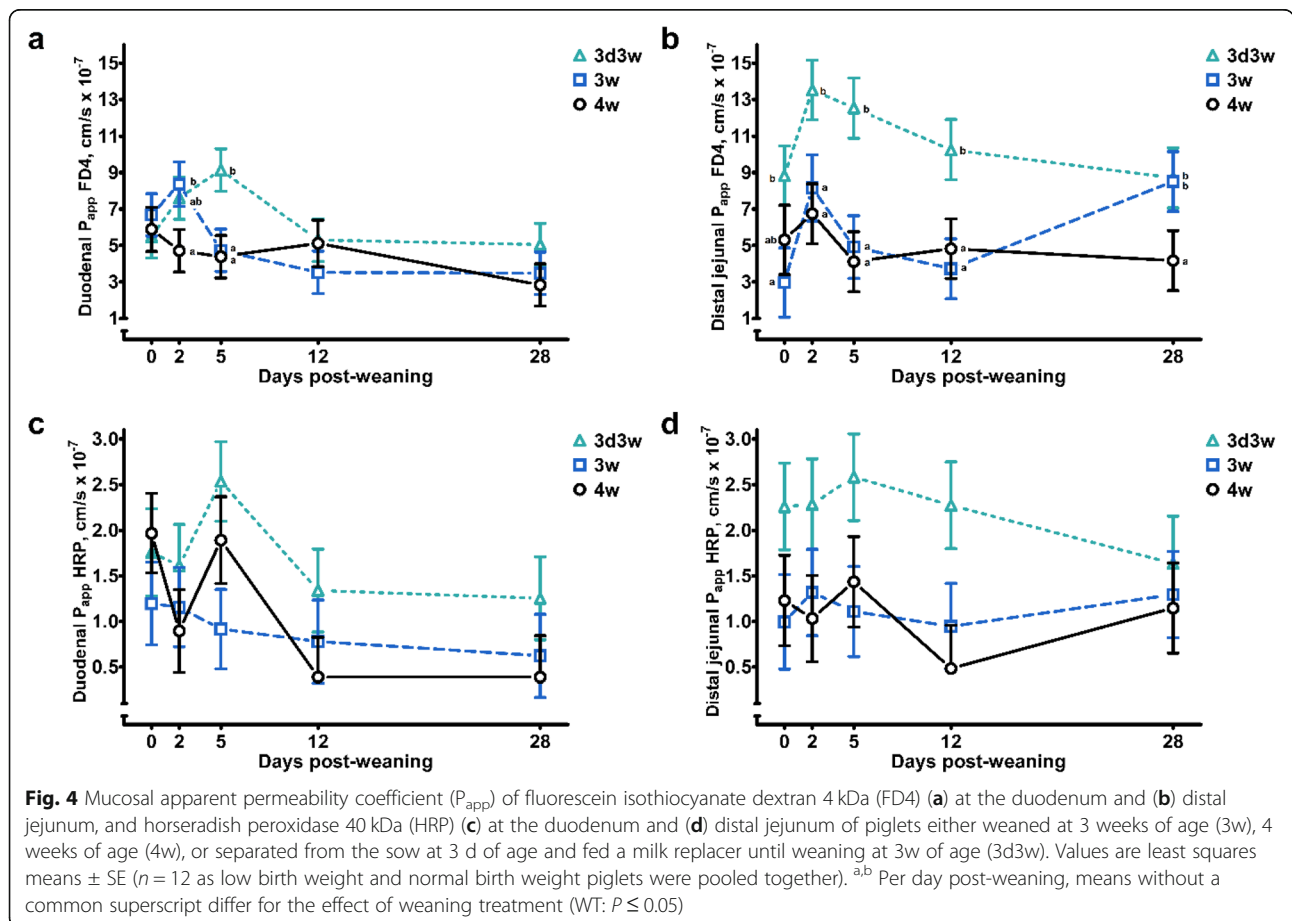 a
3d3w
3w
4w
Duodenal Papp FD4, cm/s x 10-7
15
13
11
9
7
5
3
1
b
ab
a
b
a
a
0 2 5 12 28
Days post-weaning
b
3d3w
3w
4w
Distal jejunal Papp FD4, cm/s x 10-7
15
13
11
9
7
5
3
1
b
ab
a
b
a
a
b
a
a
b
a
a
b
b
a
0 2 5 12 28
Days post-weaning
c
3d3w
3w
4w
Duodenal Papp HRP, cm/s x 10-7
3.0
2.5
2.0
1.5
1.0
0.5
0 2 5 12 28
Days post-weaning
d
3d3w
3w
4w
Distal jejunal Papp HRP, cm/s x 10-7
3.0
2.5
2.0
1.5
1.0
0.5
0 2 5 12 28
Days post-weaning
Fig. 4 Mucosal apparent permeability coefficient (Papp) of fluorescein isothiocyanate dextran 4 kDa (FD4) (a) at the duodenum and (b) distal
jejunum, and horseradish peroxidase 40 kDa (HRP) (c) at the duodenum and (d) distal jejunum of piglets either weaned at 3 weeks of age (3w), 4
weeks of age (4w), or separated from the sow at 3 d of age and fed a milk replacer until weaning at 3w of age (3d3w). Values are least squares
means ± SE (n = 12 as low birth weight and normal birth weight piglets were pooled together). a,b Per day post-weaning, means without a
common superscript differ for the effect of weaning treatment (WT: P ≤ 0.05)